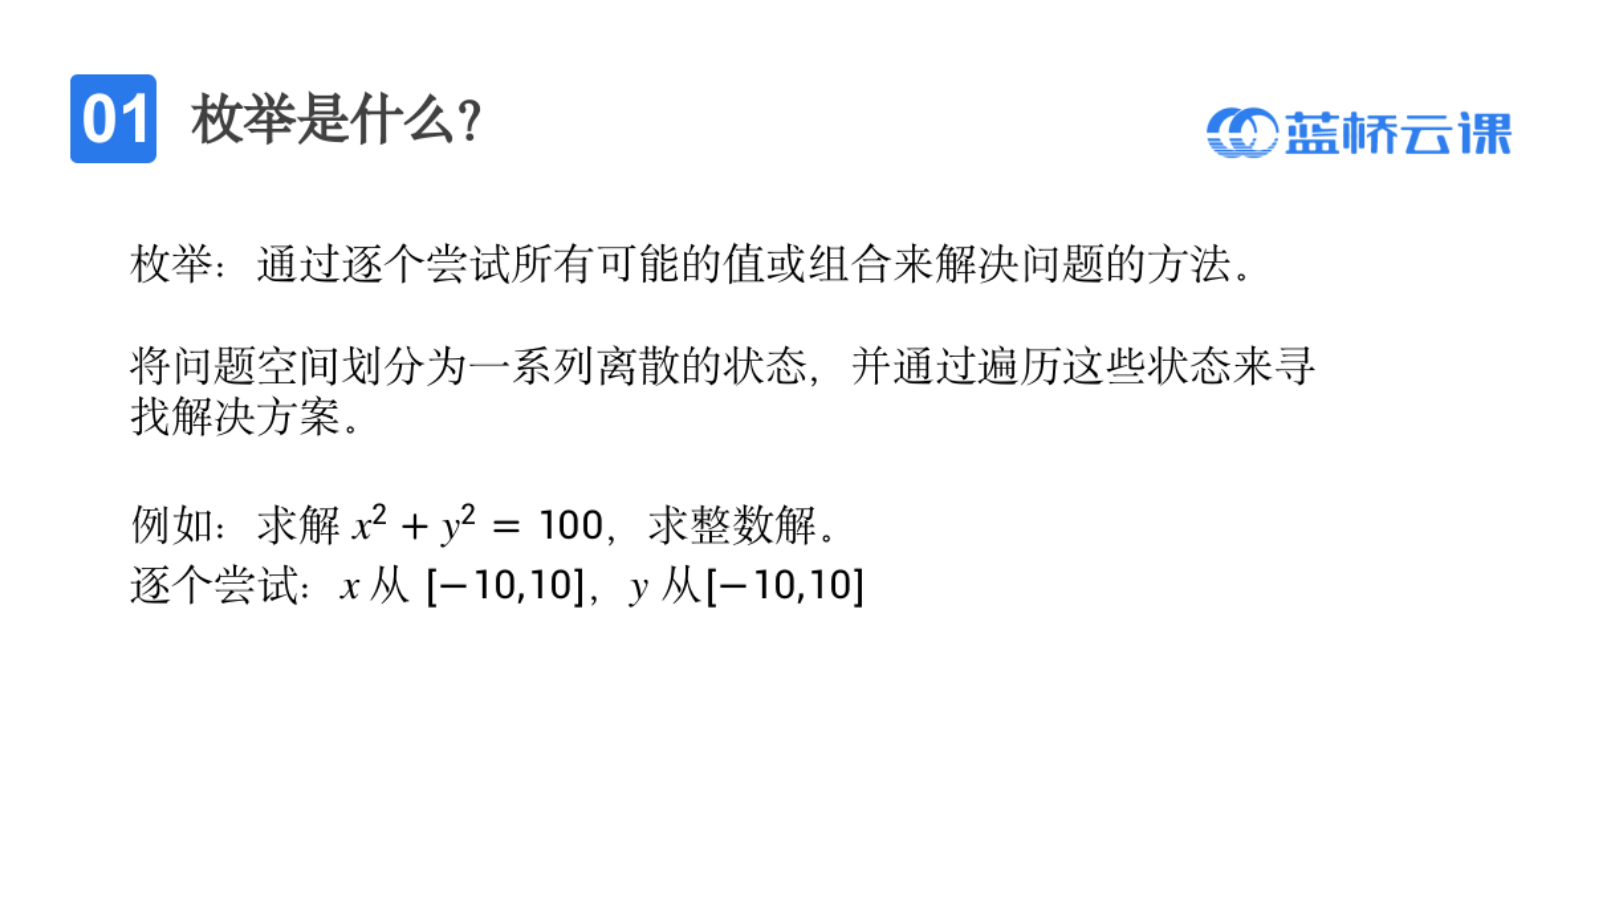 01 枚举是什么？
蓝桥云课
枚举：通过逐个尝试所有可能的值或组合来解决问题的方法。
将问题空间划分为一系列离散的状态，并通过遍历这些状态来寻
找解决方案。
例如：求解 x² + y² = 100，求整数解。
逐个尝试：x 从 [−10,10]，y 从[−10,10]